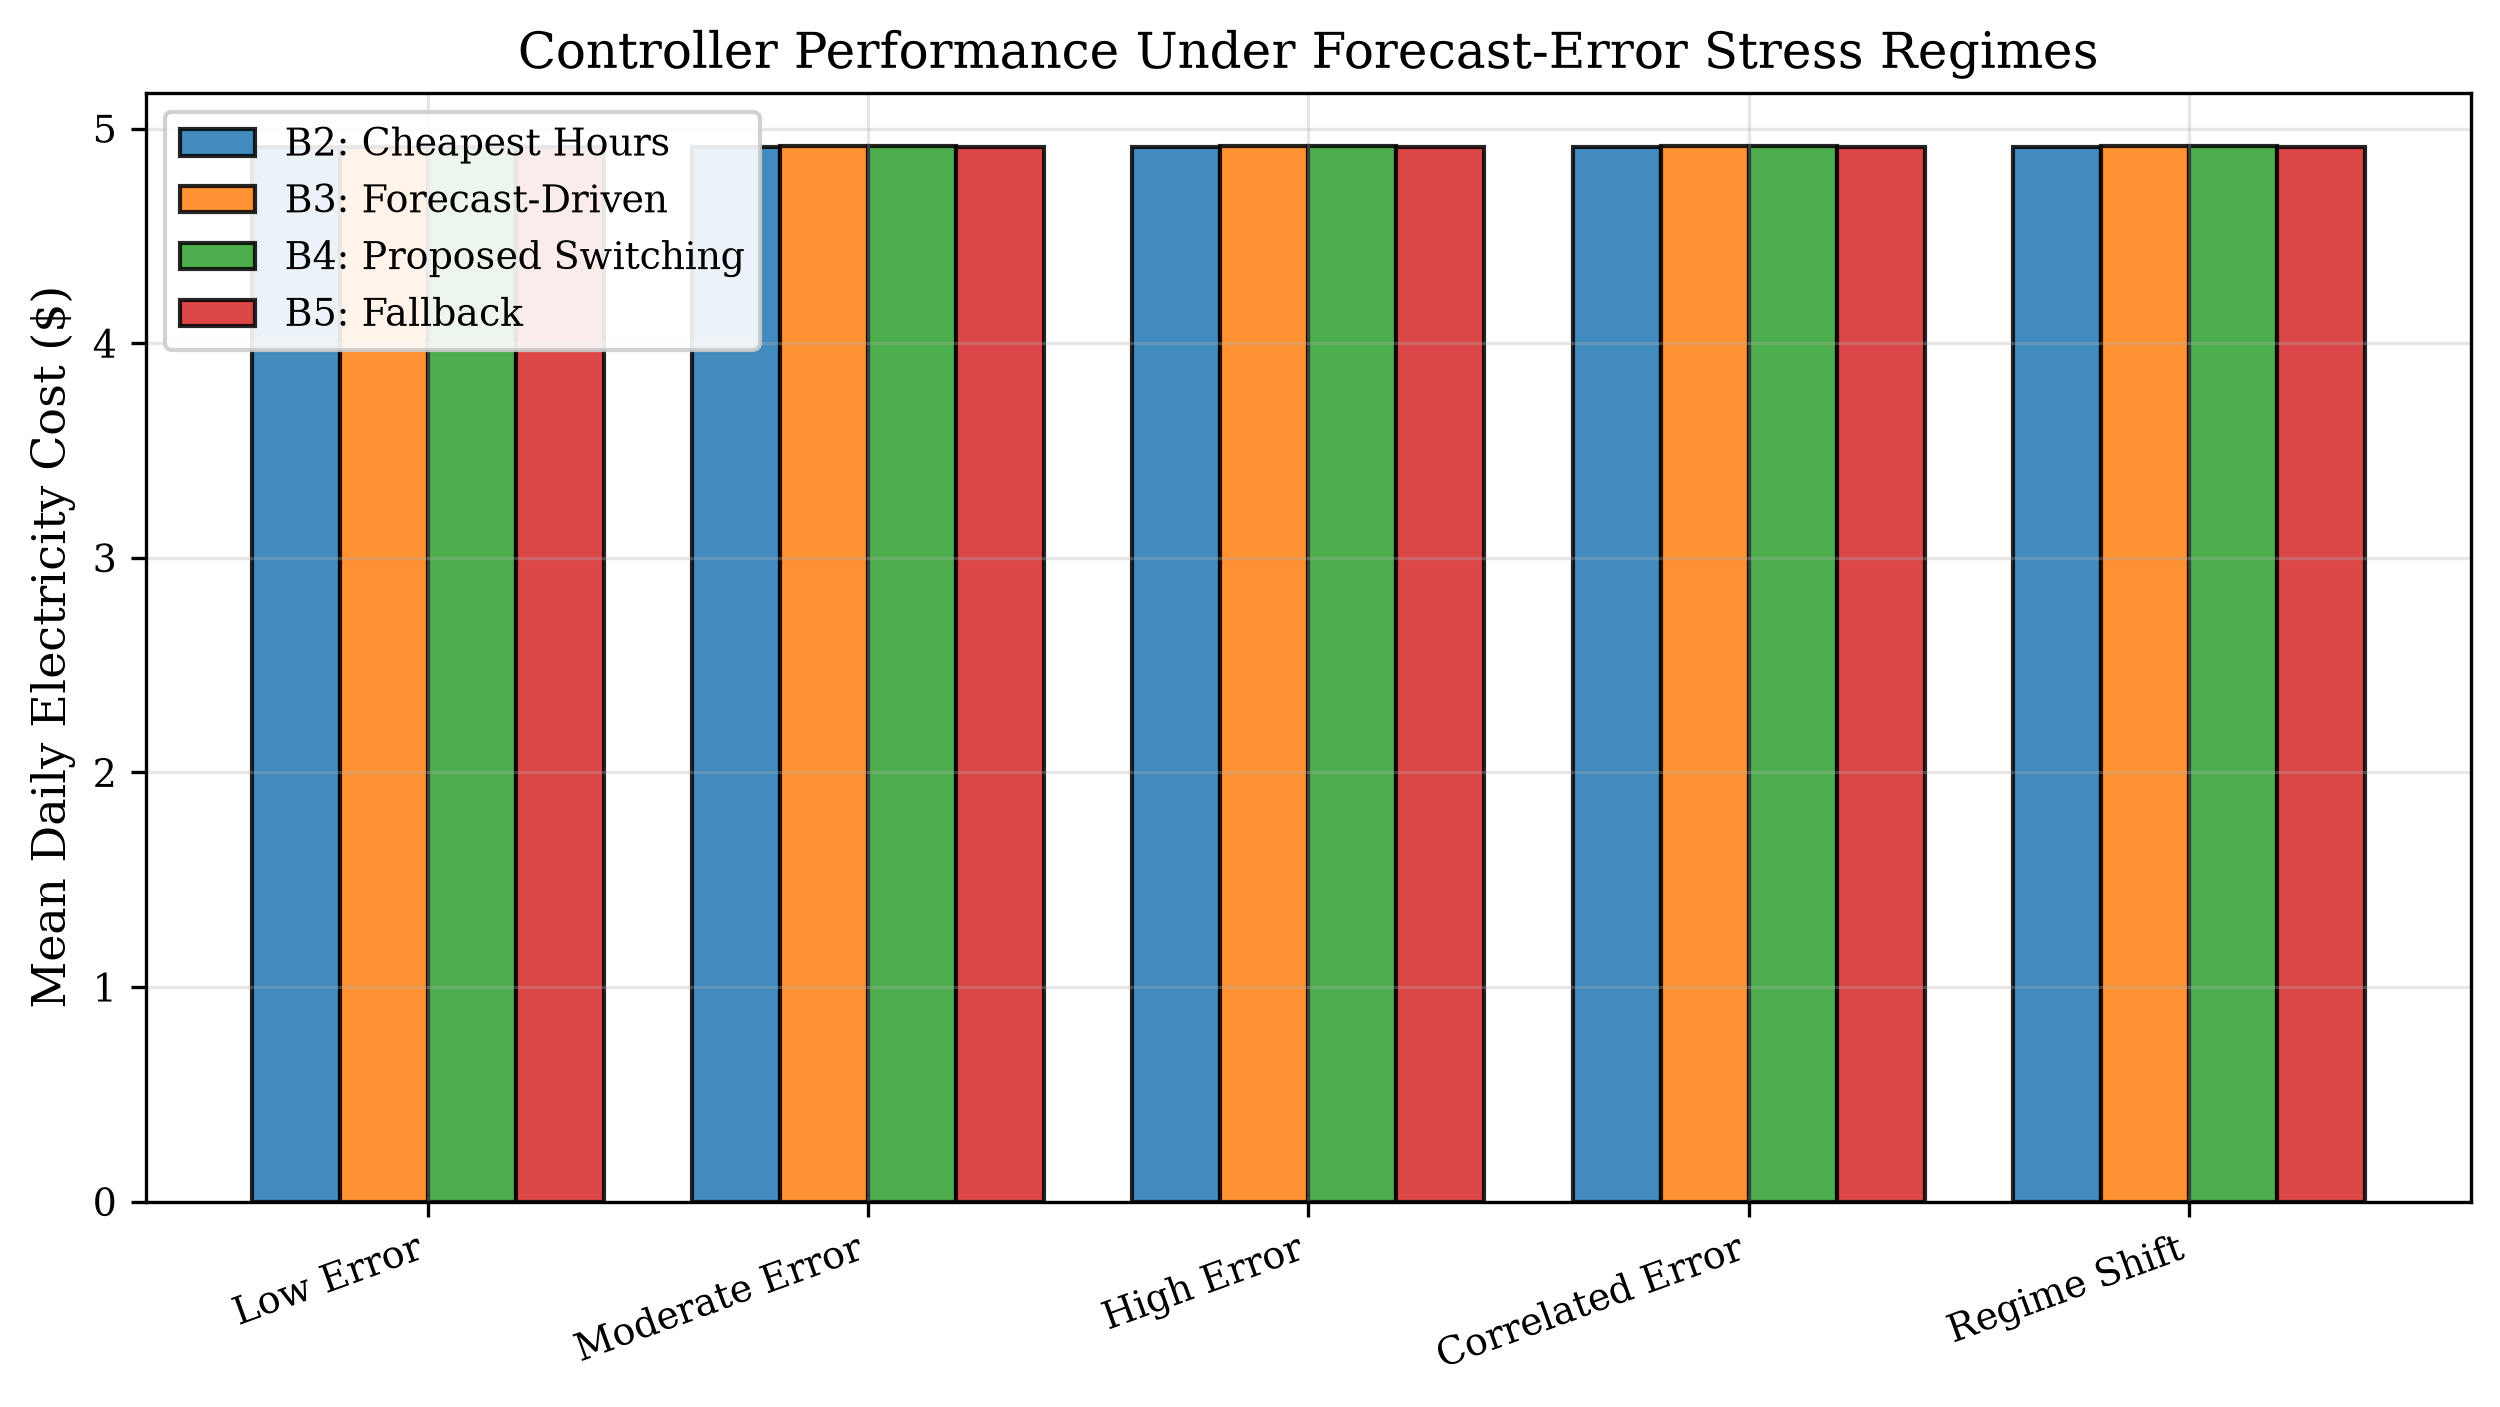 Controller Performance Under Forecast-Error Stress Regimes
B2: Cheapest Hours
B3: Forecast-Driven
B4: Proposed Switching
B5: Fallback
Mean Daily Electricity Cost ($)
5
4
3
2
1
0
Low Error
Moderate Error
High Error
Correlated Error
Regime Shift